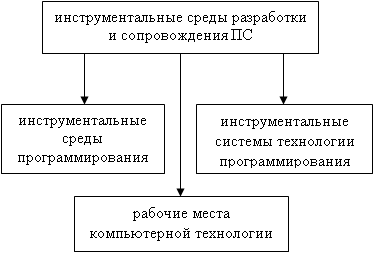 инструментальные среды разработки
и сопровождения ПС
инструментальные
среды
программирования
инструментальные
системы технологии
программирования
рабочие места
компьютерной технологии